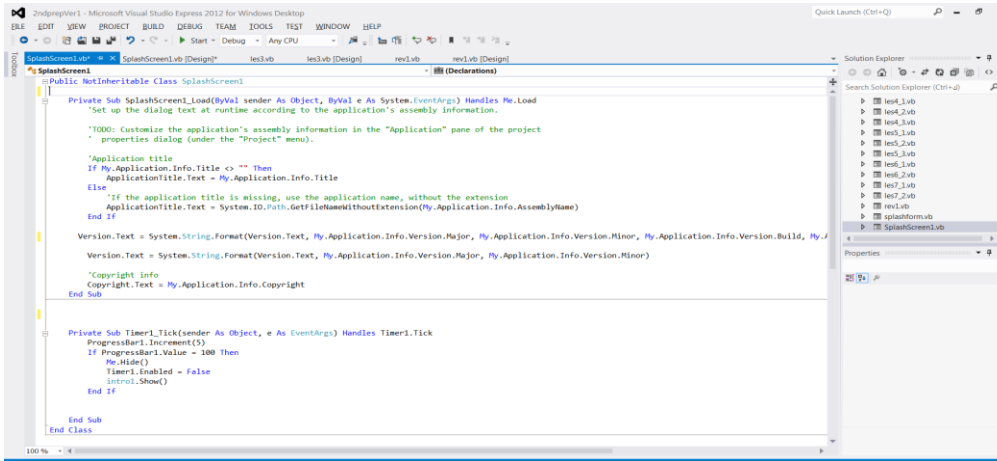 2ndprepVer1 - Microsoft Visual Studio Express 2012 for Windows Desktop
Quick Launch (Ctrl+Q)
FILE EDIT VIEW PROJECT BUILD DEBUG TEAM TOOLS TEST WINDOW HELP
Start Debug Any CPU
Toolbox
SplashScreen1.vb* SplashScreen1.vb [Design]* les3.vb les3.vb [Design] rev1.vb rev1.vb [Design]
SplashScreen1 (Declarations)
Public NotInheritable Class SplashScreen1
Private Sub SplashScreen1_Load(ByVal sender As Object, ByVal e As System.EventArgs) Handles Me.Load
'Set up the dialog text at runtime according to the application's assembly information.
'TODO: Customize the application's assembly information in the "Application" pane of the project
' properties dialog (under the "Project" menu).
'Application title
If My.Application.Info.Title <> "" Then
ApplicationTitle.Text = My.Application.Info.Title
Else
'If the application title is missing, use the application name, without the extension
ApplicationTitle.Text = System.IO.Path.GetFileNameWithoutExtension(My.Application.Info.AssemblyName)
End If
Version.Text = System.String.Format(Version.Text, My.Application.Info.Version.Major, My.Application.Info.Version.Minor, My.Application.Info.Version.Build, My.A
Version.Text = System.String.Format(Version.Text, My.Application.Info.Version.Major, My.Application.Info.Version.Minor)
'Copyright info
Copyright.Text = My.Application.Info.Copyright
End Sub
Private Sub Timer1_Tick(sender As Object, e As EventArgs) Handles Timer1.Tick
ProgressBar1.Increment(5)
If ProgressBar1.Value = 100 Then
Me.Hide()
Timer1.Enabled = False
intro1.Show()
End If
End Sub
End Class
100 %
Solution Explorer
Search Solution Explorer (Ctrl+;)
les4_1.vb
les4_2.vb
les4_3.vb
les5_1.vb
les5_2.vb
les5_3.vb
les6_1.vb
les6_2.vb
les7_1.vb
les7_2.vb
rev1.vb
splashform.vb
SplashScreen1.vb
Properties